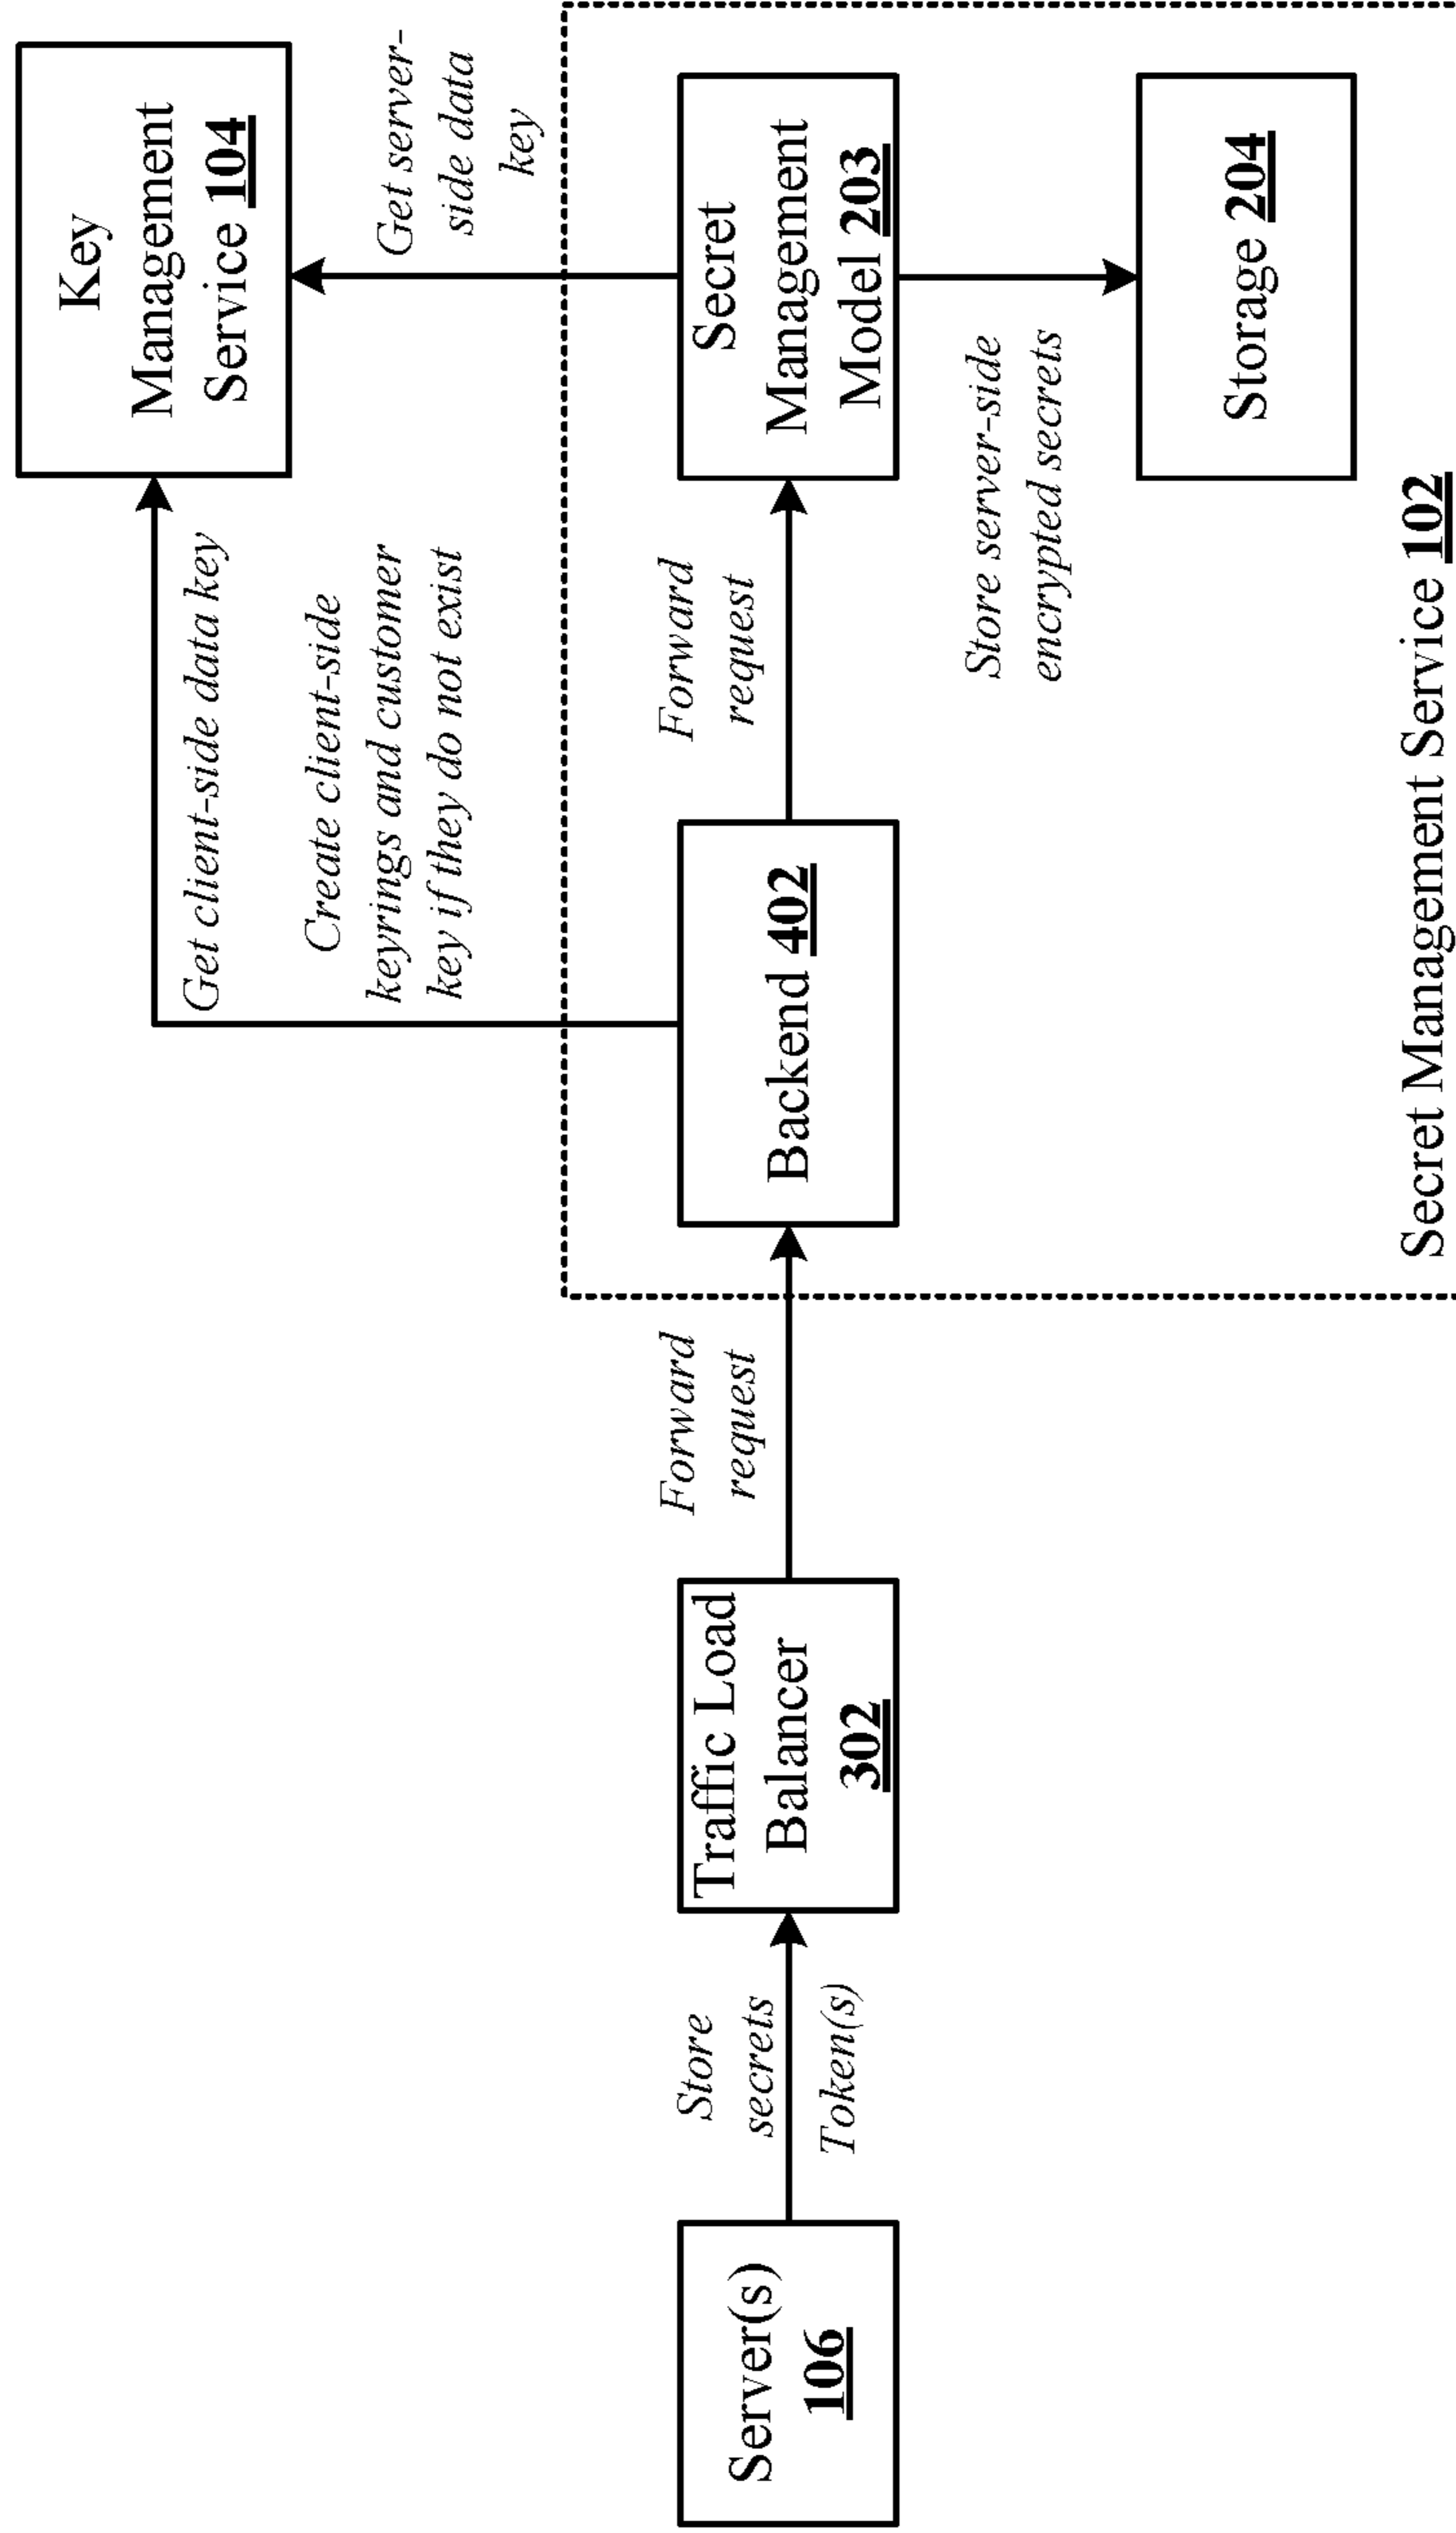 Key
Management
Service 104
Get client-side data key
Create client-side
keyrings and customer
key if they do not exist
Get server-
side data
key
Server(s)
106
Store
secrets
Token(s)
Traffic Load
Balancer
302
Forward
request
Backend 402
Forward
request
Secret
Management
Model 203
Store server-side
encrypted secrets
Storage 204
Secret Management Service 102